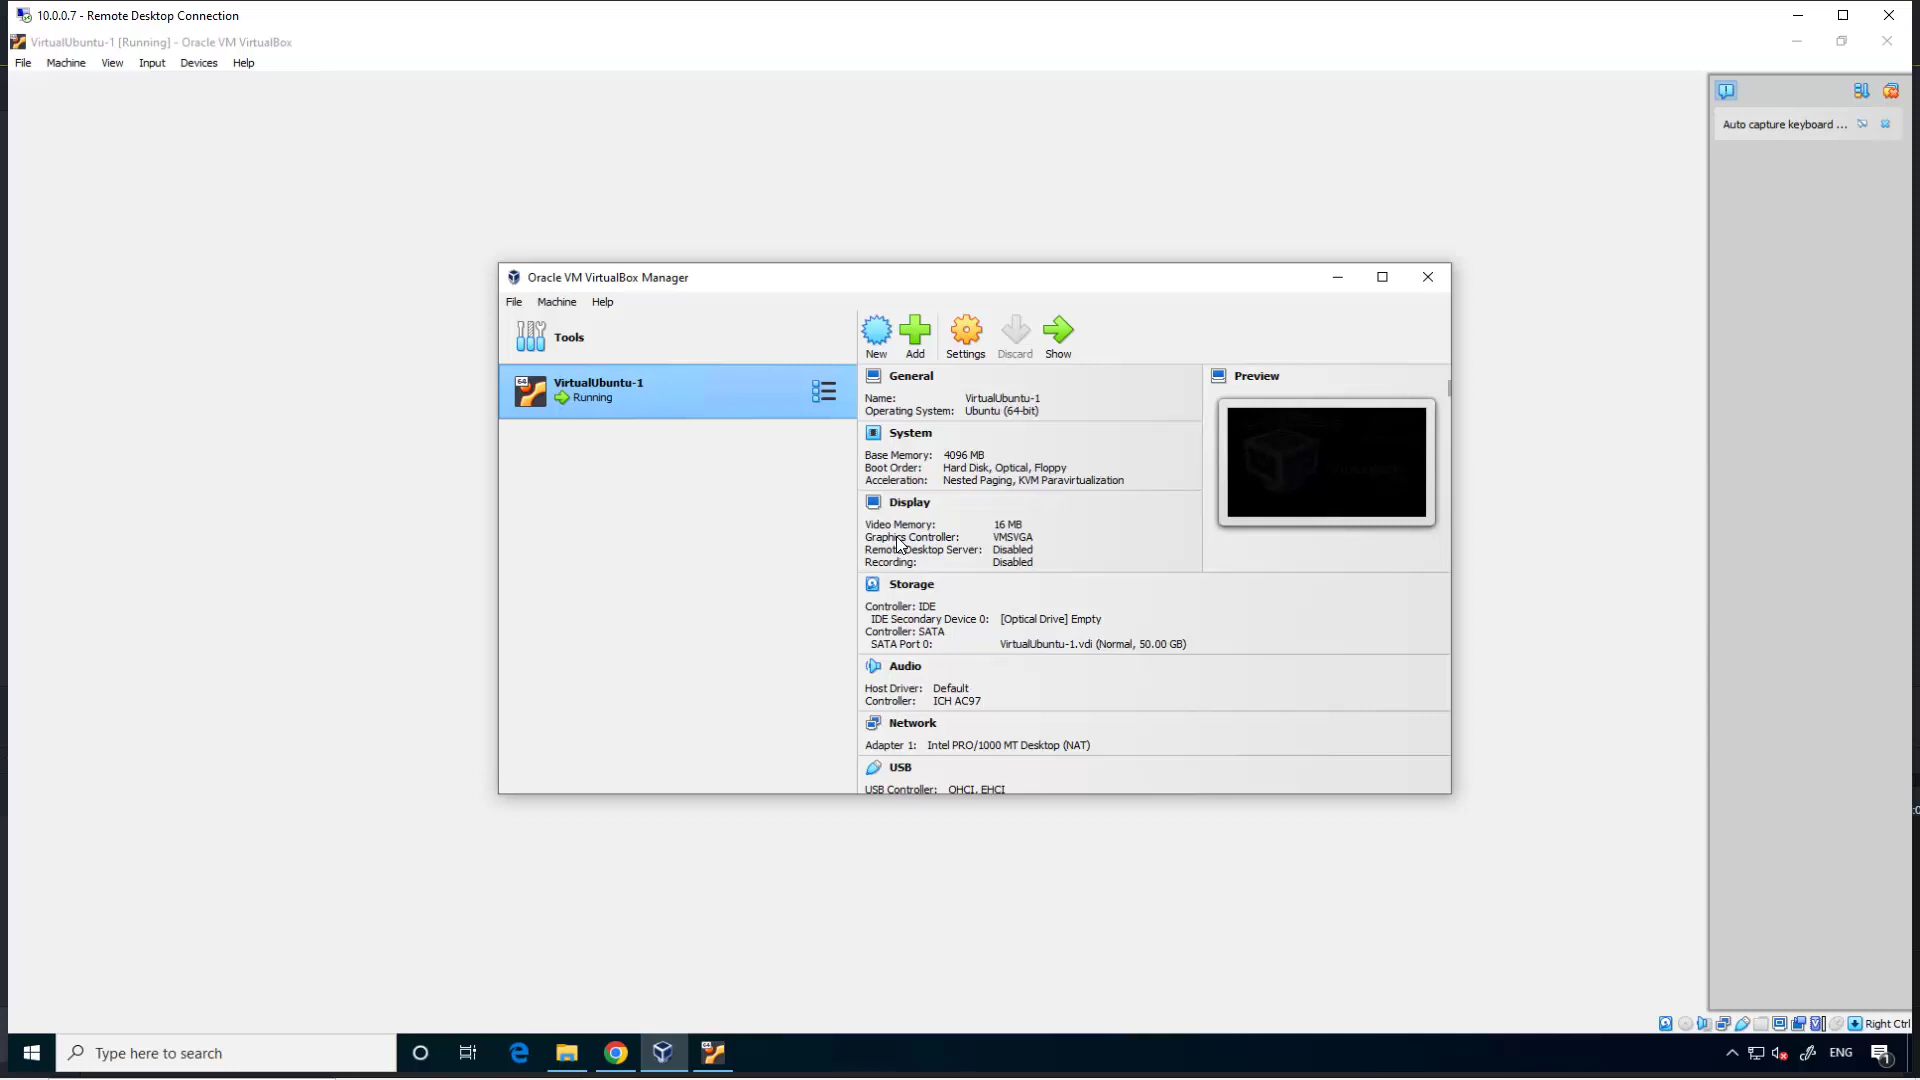 10.0.0.7 - Remote Desktop Connection
VirtualUbuntu-1 [Running] - Oracle VM VirtualBox
File Machine View Input Devices Help
Auto capture keyboard ...
Oracle VM VirtualBox Manager
File Machine Help
Tools
New Add Settings Discard Show
64 VirtualUbuntu-1
Running
General
Name: VirtualUbuntu-1
Operating System: Ubuntu (64-bit)
System
Base Memory: 4096 MB
Boot Order: Hard Disk, Optical, Floppy
Acceleration: Nested Paging, KVM Paravirtualization
Display
Video Memory: 16 MB
Graphics Controller: VMSVGA
Remote Desktop Server: Disabled
Recording: Disabled
Preview
Storage
Controller: IDE
IDE Secondary Device 0: [Optical Drive] Empty
Controller: SATA
SATA Port 0: VirtualUbuntu-1.vdi (Normal, 50.00 GB)
Audio
Host Driver: Default
Controller: ICH AC97
Network
Adapter 1: Intel PRO/1000 MT Desktop (NAT)
USB
USB Controller: OHCI, EHCI
Right Ctrl
Type here to search
ENG
1